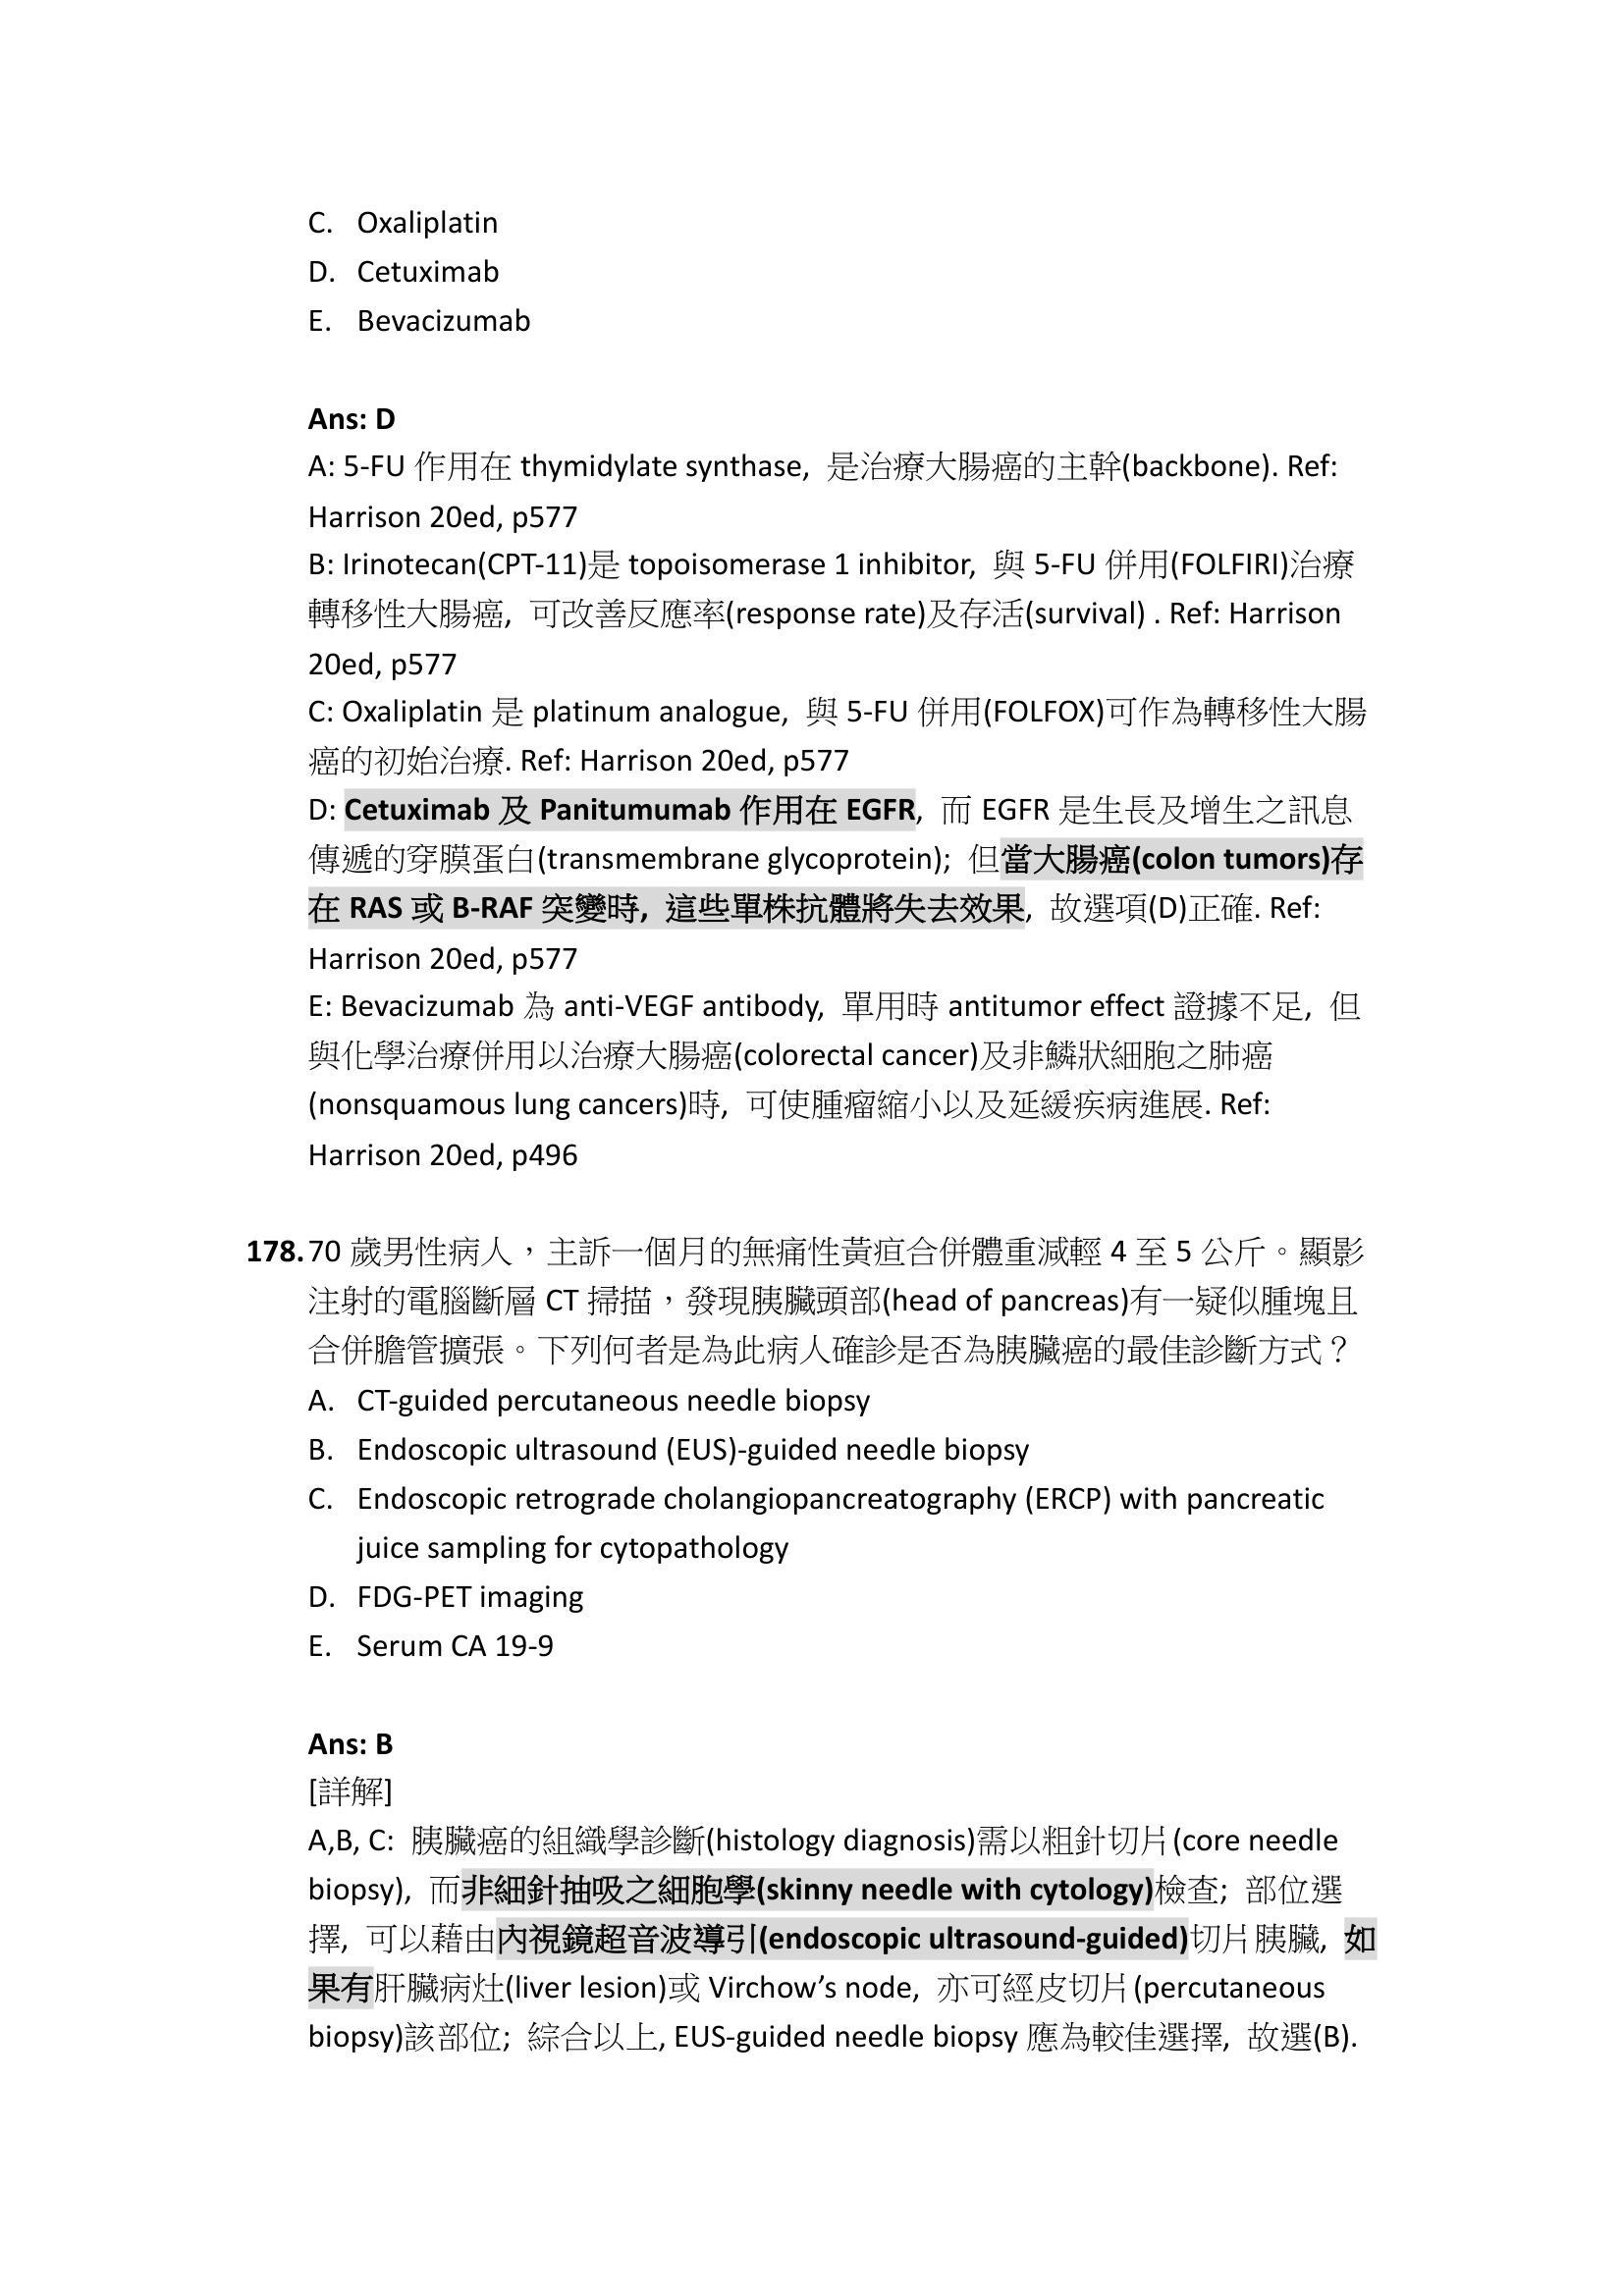 C. Oxaliplatin
D. Cetuximab
E. Bevacizumab
Ans: D
A: 5-FU 作用在 thymidylate synthase, 是治療大腸癌的主幹(backbone). Ref:
Harrison 20ed, p577
B: Irinotecan(CPT-11)是 topoisomerase 1 inhibitor, 與 5-FU 併用(FOLFIRI)治療
轉移性大腸癌, 可改善反應率(response rate)及存活(survival) . Ref: Harrison
20ed, p577
C: Oxaliplatin 是 platinum analogue, 與 5-FU 併用(FOLFOX)可作為轉移性大腸
癌的初始治療. Ref: Harrison 20ed, p577
D: Cetuximab 及 Panitumumab 作用在 EGFR, 而 EGFR 是生長及增生之訊息
傳遞的穿膜蛋白(transmembrane glycoprotein); 但當大腸癌(colon tumors)存
在 RAS 或 B-RAF 突變時, 這些單株抗體將失去效果, 故選項(D)正確. Ref:
Harrison 20ed, p577
E: Bevacizumab 為 anti-VEGF antibody, 單用時 antitumor effect 證據不足, 但
與化學治療併用以治療大腸癌(colorectal cancer)及非鱗狀細胞之肺癌
(nonsquamous lung cancers)時, 可使腫瘤縮小以及延緩疾病進展. Ref:
Harrison 20ed, p496
178. 70 歲男性病人，主訴一個月的無痛性黃疸合併體重減輕 4 至 5 公斤。顯影
注射的電腦斷層 CT 掃描，發現胰臟頭部(head of pancreas)有一疑似腫塊且
合併膽管擴張。下列何者是為此病人確診是否為胰臟癌的最佳診斷方式？
A. CT-guided percutaneous needle biopsy
B. Endoscopic ultrasound (EUS)-guided needle biopsy
C. Endoscopic retrograde cholangiopancreatography (ERCP) with pancreatic
juice sampling for cytopathology
D. FDG-PET imaging
E. Serum CA 19-9
Ans: B
[詳解]
A,B, C: 胰臟癌的組織學診斷(histology diagnosis)需以粗針切片(core needle
biopsy), 而非細針抽吸之細胞學(skinny needle with cytology)檢查; 部位選
擇, 可以藉由內視鏡超音波導引(endoscopic ultrasound-guided)切片胰臟, 如
果有肝臟病灶(liver lesion)或 Virchow’s node, 亦可經皮切片(percutaneous
biopsy)該部位; 綜合以上, EUS-guided needle biopsy 應為較佳選擇, 故選(B).